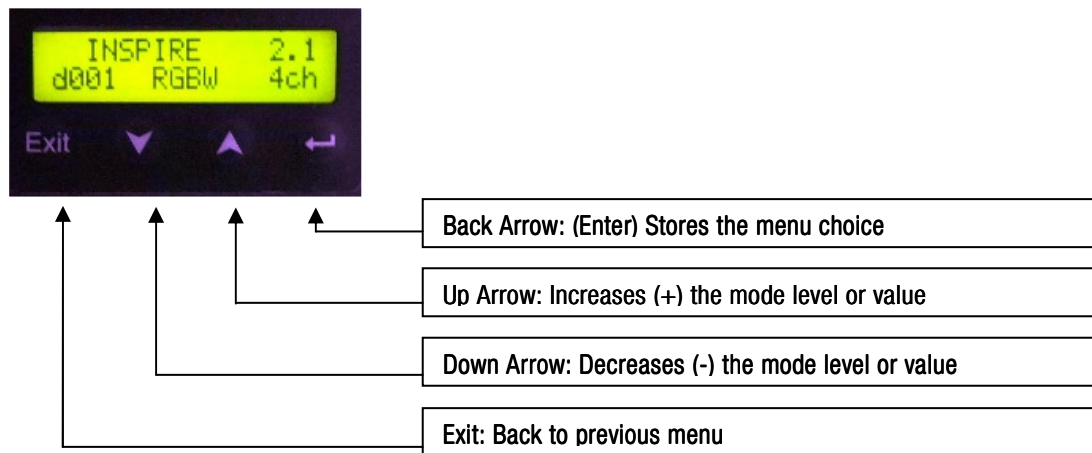 INSPIRE 2.1
d001 RGBW 4ch
Exit
Back Arrow: (Enter) Stores the menu choice
Up Arrow: Increases (+) the mode level or value
Down Arrow: Decreases (-) the mode level or value
Exit: Back to previous menu